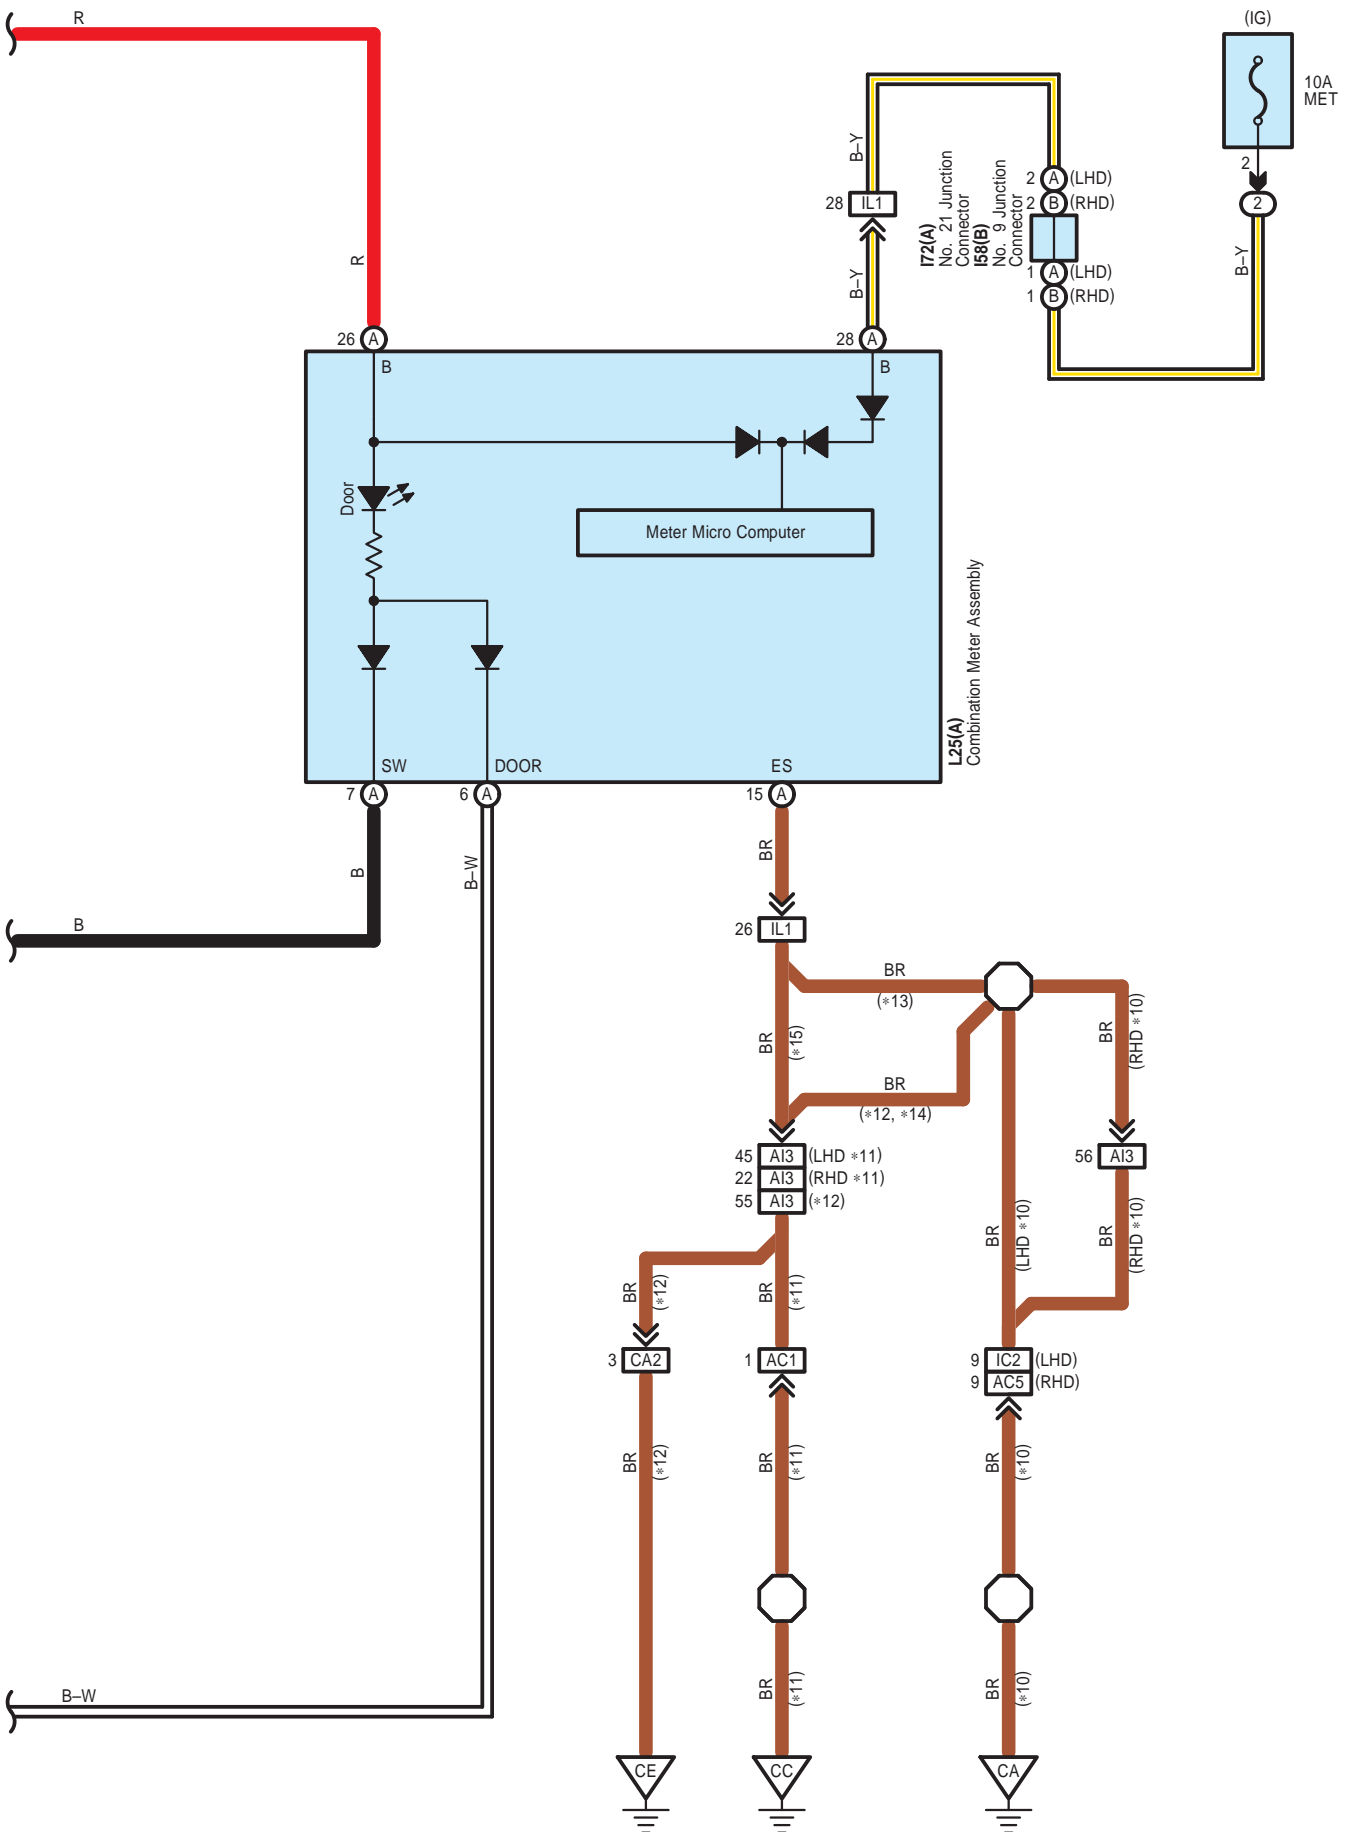 R
(IG)
10A
MET
2
2
B–Y
B–Y
28 IL1
B–Y
I72(A)
No. 21 Junction
Connector
I58(B)
No. 9 Junction
Connector
2 A (LHD)
2 B (RHD)
1 A (LHD)
1 B (RHD)
R
26 A
B
28 A
B
Door
Meter Micro Computer
L25(A)
Combination Meter Assembly
SW
DOOR
ES
7 A
6 A
15 A
B
B–W
BR
B
26 IL1
BR
(*13)
BR
(*15)
BR
(RHD *10)
BR
(*12, *14)
45 AI3 (LHD *11)
22 AI3 (RHD *11)
55 AI3 (*12)
56 AI3
BR
(LHD *10)
BR
(RHD *10)
BR
(*12)
BR
(*11)
3 CA2
1 AC1
9 IC2 (LHD)
9 AC5 (RHD)
BR
(*12)
BR
(*11)
BR
(*10)
B–W
BR
(*11)
BR
(*10)
CE
CC
CA